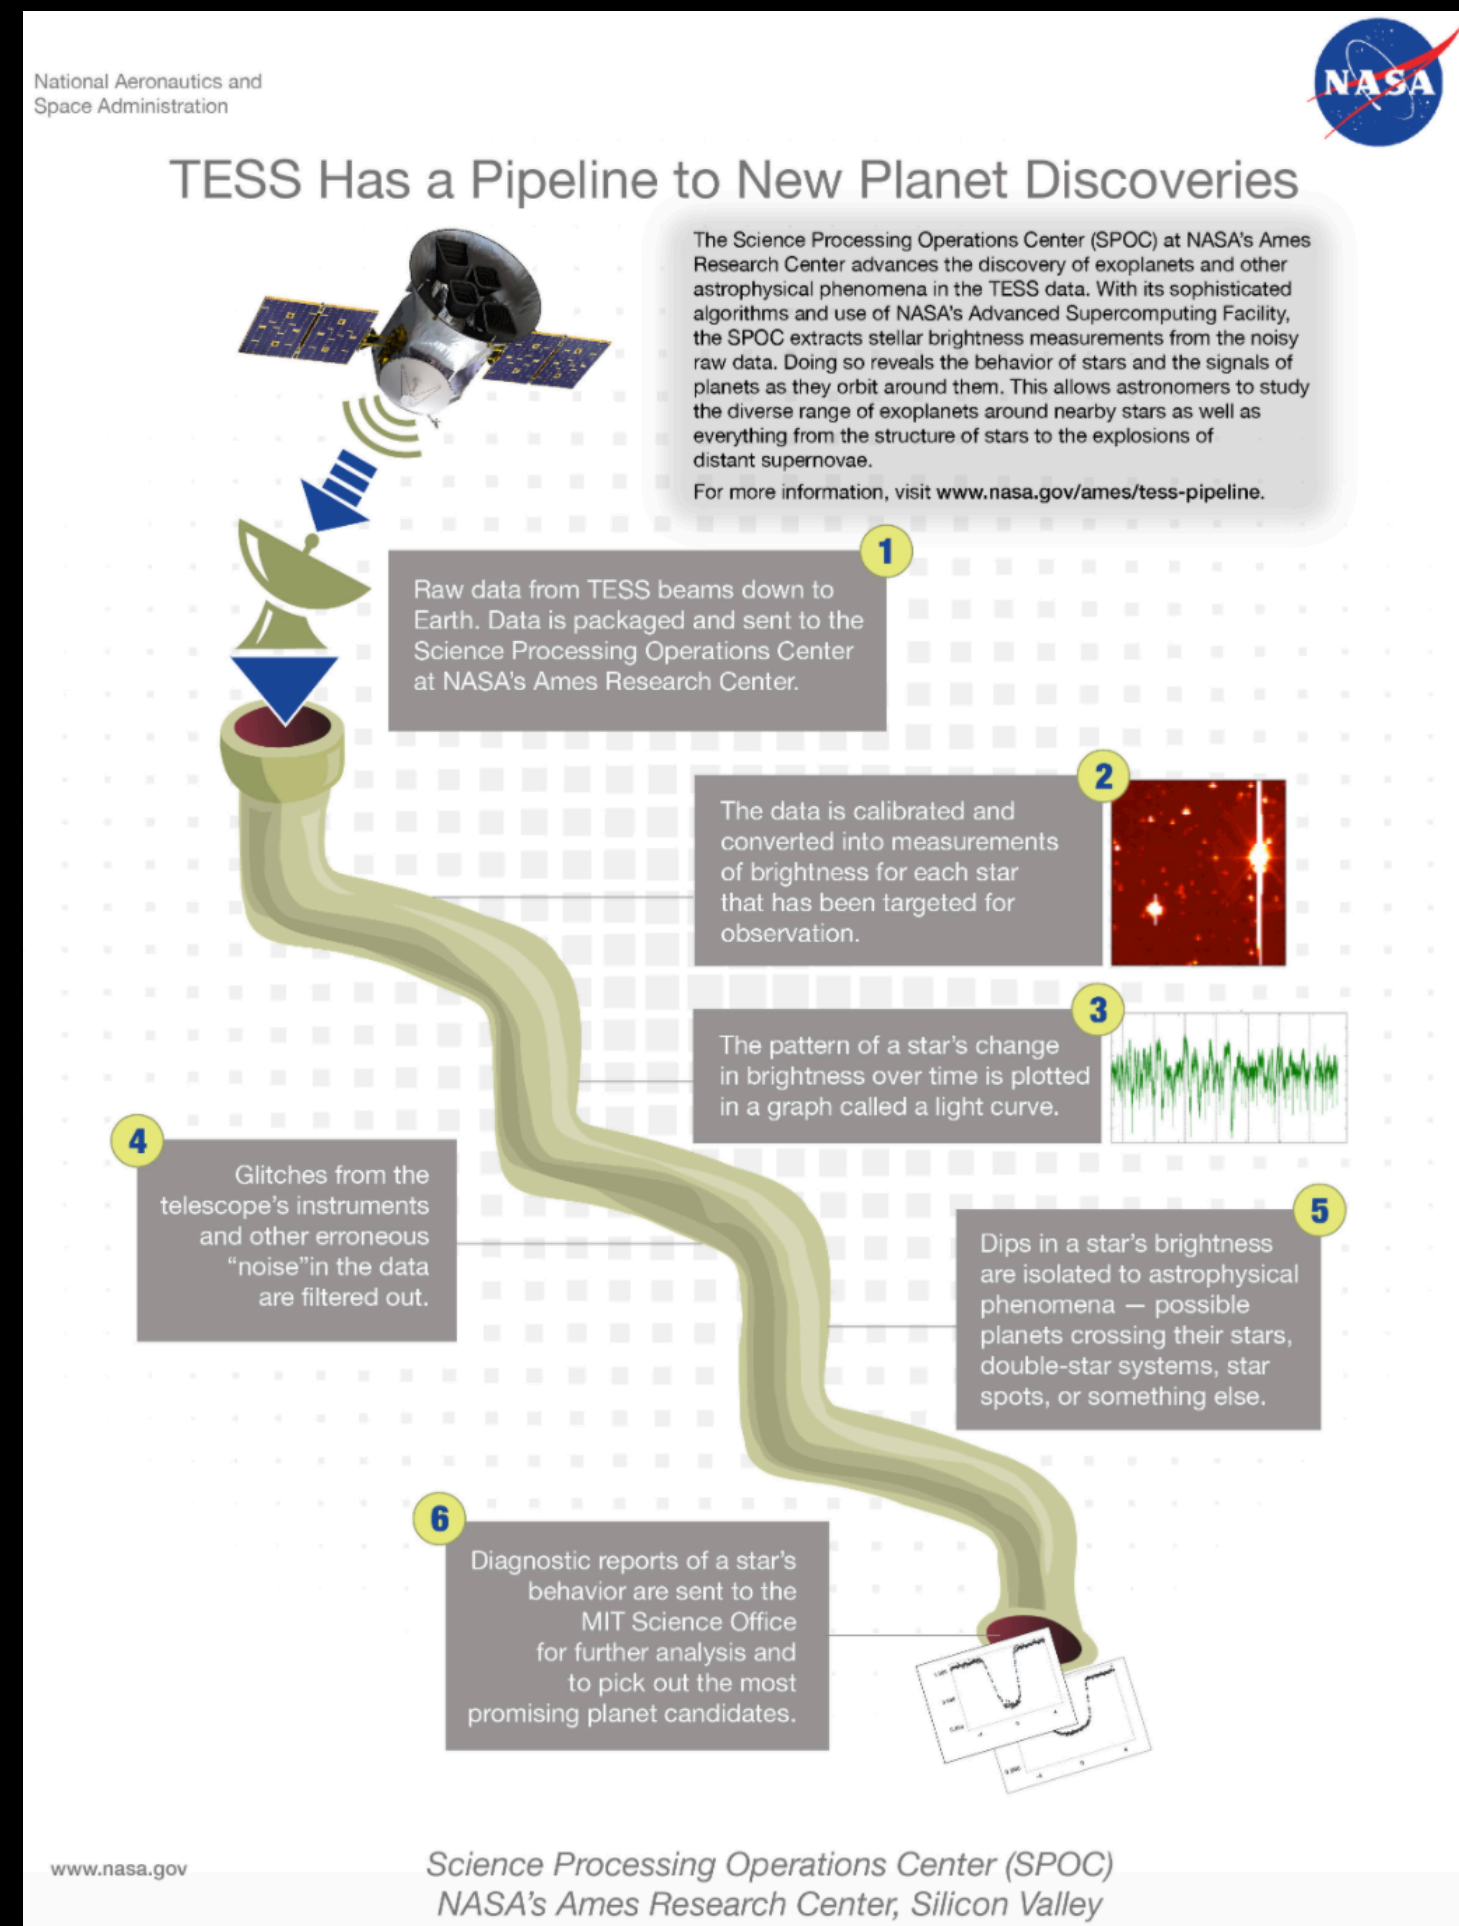 National Aeronautics and
Space Administration
NASA
TESS Has a Pipeline to New Planet Discoveries
The Science Processing Operations Center (SPOC) at NASA's Ames
Research Center advances the discovery of exoplanets and other
astrophysical phenomena in the TESS data. With its sophisticated
algorithms and use of NASA's Advanced Supercomputing Facility,
the SPOC extracts stellar brightness measurements from the noisy
raw data. Doing so reveals the behavior of stars and the signals of
planets as they orbit around them. This allows astronomers to study
the diverse range of exoplanets around nearby stars as well as
everything from the structure of stars to the explosions of
distant supernovae.
For more information, visit www.nasa.gov/ames/tess-pipeline.
1
Raw data from TESS beams down to
Earth. Data is packaged and sent to the
Science Processing Operations Center
at NASA's Ames Research Center.
2
The data is calibrated and
converted into measurements
of brightness for each star
that has been targeted for
observation.
3
The pattern of a star's change
in brightness over time is plotted
in a graph called a light curve.
4
Glitches from the
telescope's instruments
and other erroneous
“noise”in the data
are filtered out.
5
Dips in a star's brightness
are isolated to astrophysical
phenomena — possible
planets crossing their stars,
double-star systems, star
spots, or something else.
6
Diagnostic reports of a star's
behavior are sent to the
MIT Science Office
for further analysis and
to pick out the most
promising planet candidates.
www.nasa.gov
Science Processing Operations Center (SPOC)
NASA's Ames Research Center, Silicon Valley